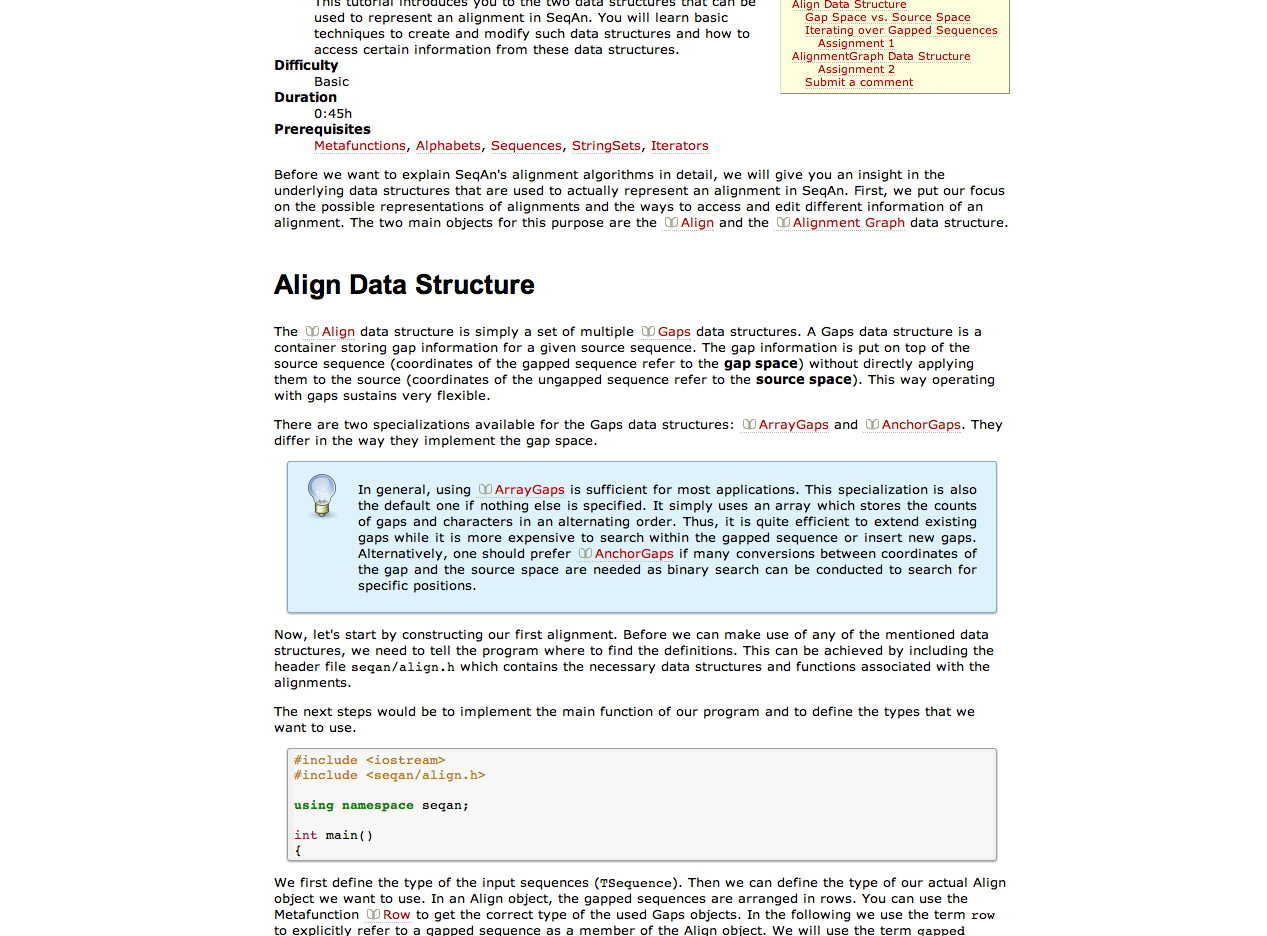 This tutorial introduces you to the two data structures that can be
used to represent an alignment in SeqAn. You will learn basic
techniques to create and modify such data structures and how to
access certain information from these data structures.
Difficulty
Basic
Duration
0:45h
Prerequisites
Metafunctions, Alphabets, Sequences, StringSets, Iterators
Align Data Structure
Gap Space vs. Source Space
Iterating over Gapped Sequences
Assignment 1
AlignmentGraph Data Structure
Assignment 2
Submit a comment
Before we want to explain SeqAn's alignment algorithms in detail, we will give you an insight in the
underlying data structures that are used to actually represent an alignment in SeqAn. First, we put our focus
on the possible representations of alignments and the ways to access and edit different information of an
alignment. The two main objects for this purpose are the Align and the Alignment Graph data structure.
Align Data Structure
The Align data structure is simply a set of multiple Gaps data structures. A Gaps data structure is a
container storing gap information for a given source sequence. The gap information is put on top of the
source sequence (coordinates of the gapped sequence refer to the gap space) without directly applying
them to the source (coordinates of the ungapped sequence refer to the source space). This way operating
with gaps sustains very flexible.
There are two specializations available for the Gaps data structures: ArrayGaps and AnchorGaps. They
differ in the way they implement the gap space.
In general, using ArrayGaps is sufficient for most applications. This specialization is also
the default one if nothing else is specified. It simply uses an array which stores the counts
of gaps and characters in an alternating order. Thus, it is quite efficient to extend existing
gaps while it is more expensive to search within the gapped sequence or insert new gaps.
Alternatively, one should prefer AnchorGaps if many conversions between coordinates of
the gap and the source space are needed as binary search can be conducted to search for
specific positions.
Now, let's start by constructing our first alignment. Before we can make use of any of the mentioned data
structures, we need to tell the program where to find the definitions. This can be achieved by including the
header file seqan/align.h which contains the necessary data structures and functions associated with the
alignments.
The next steps would be to implement the main function of our program and to define the types that we
want to use.
#include <iostream>
#include <seqan/align.h>
using namespace seqan;
int main()
{
We first define the type of the input sequences (TSequence). Then we can define the type of our actual Align
object we want to use. In an Align object, the gapped sequences are arranged in rows. You can use the
Metafunction Row to get the correct type of the used Gaps objects. In the following we use the term row
to explicitly refer to a gapped sequence as a member of the Align object. We will use the term gapped